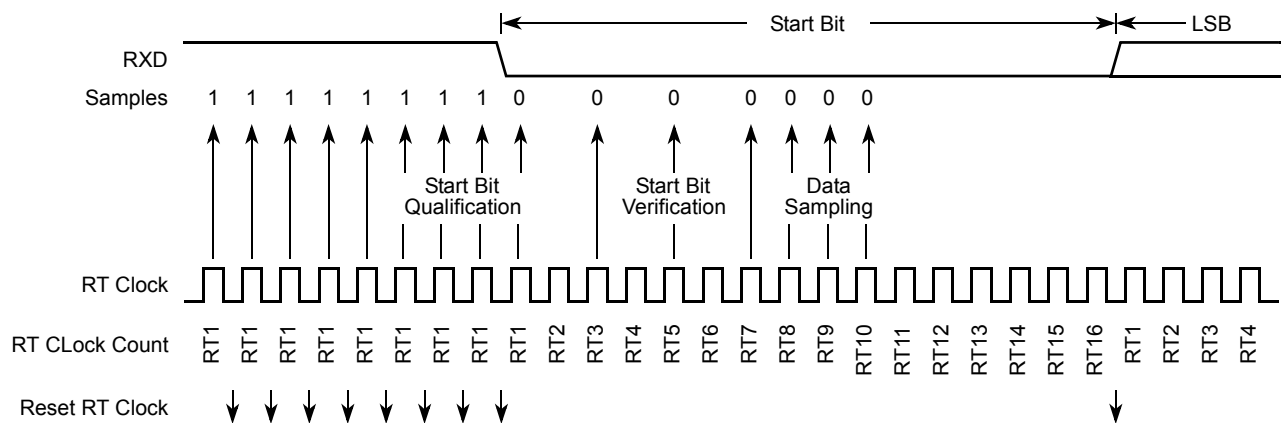 Start Bit LSB
RXD
Samples 1 1 1 1 1 1 1 1 0 0 0 0 0 0 0
Start Bit Qualification Start Bit Verification Data Sampling
RT Clock
RT CLock Count RT1 RT1 RT1 RT1 RT1 RT1 RT1 RT1 RT1 RT2 RT3 RT4 RT5 RT6 RT7 RT8 RT9 RT10 RT11 RT12 RT13 RT14 RT15 RT16 RT1 RT2 RT3 RT4
Reset RT Clock